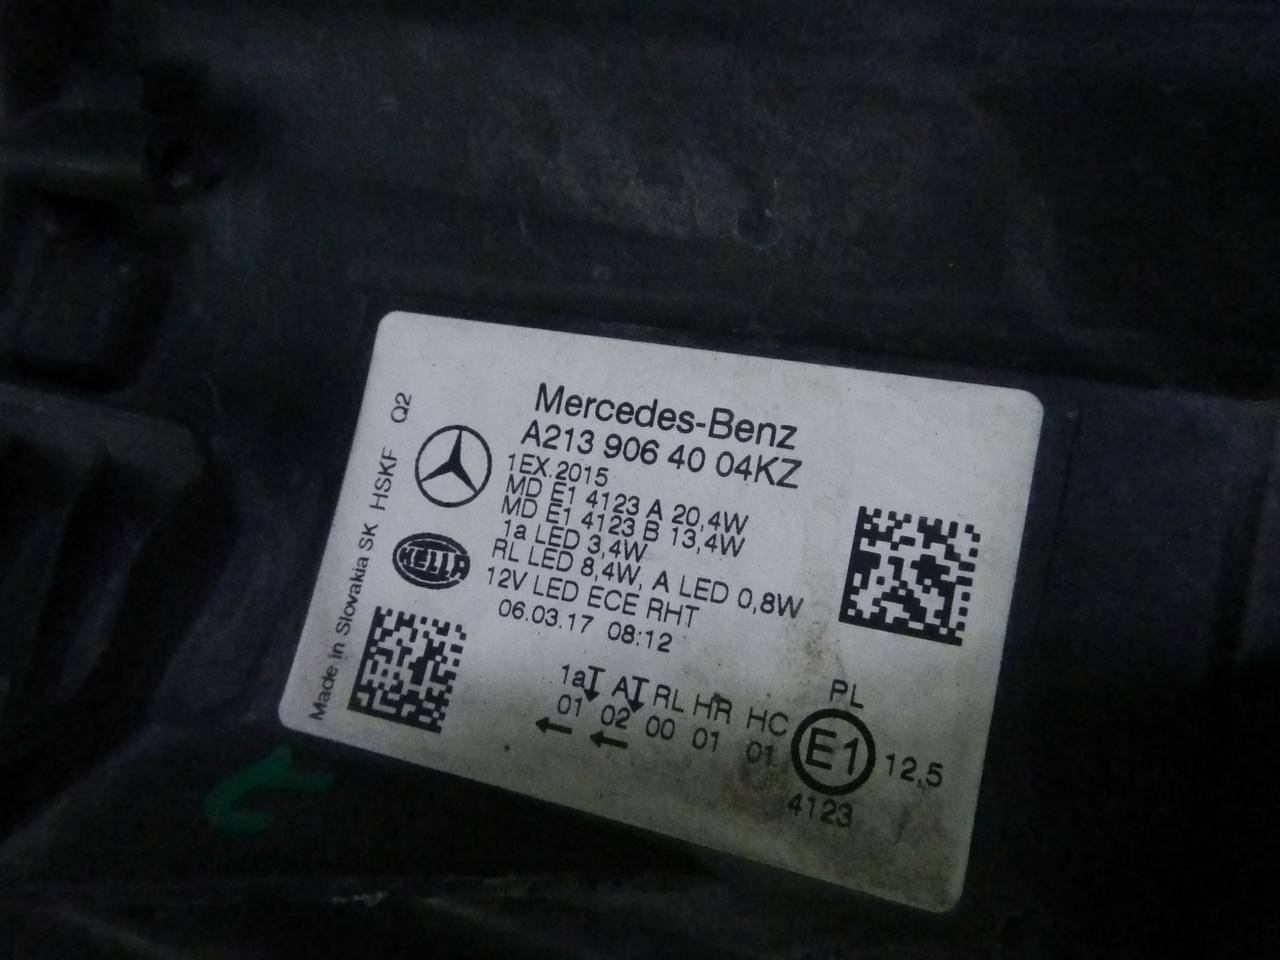 Mercedes-Benz
A213 906 40 04KZ
1EX.2015
MD E1 4123 A 20,4W
MD E1 4123 B 13,4W
1a LED 3,4W
RL LED 8,4W, A LED 0,8W
12V LED ECE RHT
06.03.17 08:12
Made in Slovakia SK HSKF Q2
HELLA
1a A RL HR HC
01 02 00 01 01
PL
E1 12,5
4123